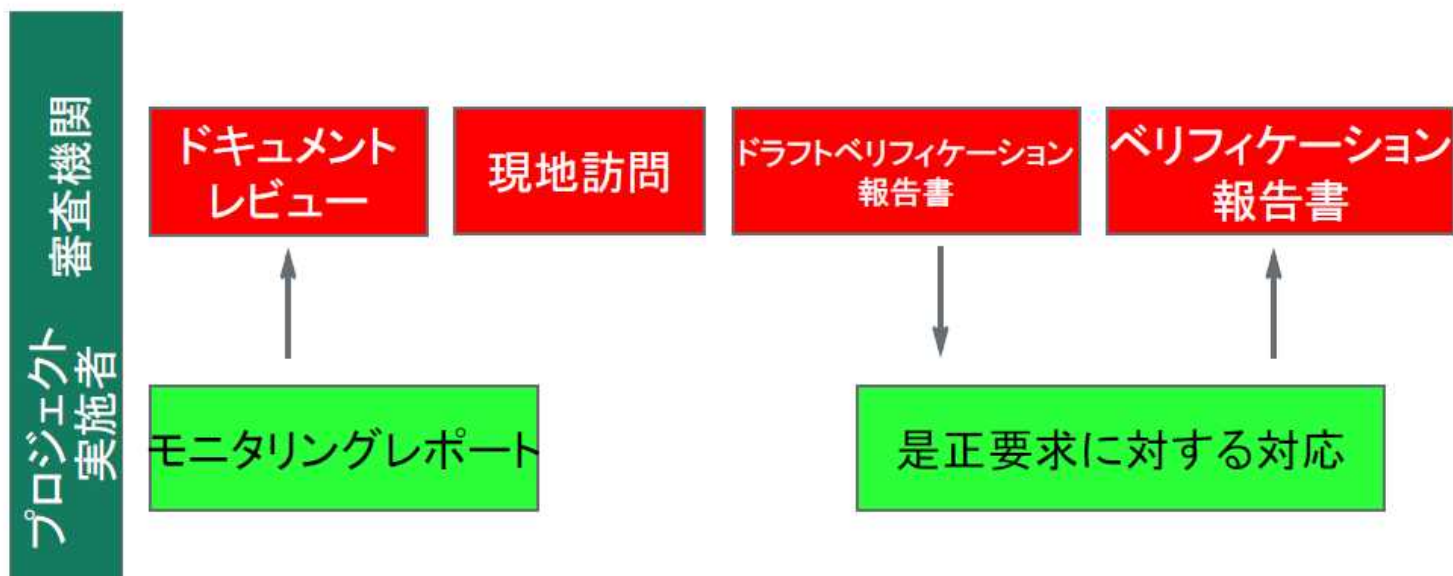 審査機関
ドキュメント
レビュー
現地訪問
ドラフトベリフィケーション
報告書
ベリフィケーション
報告書
プロジェクト
実施者
モニタリングレポート
是正要求に対する対応